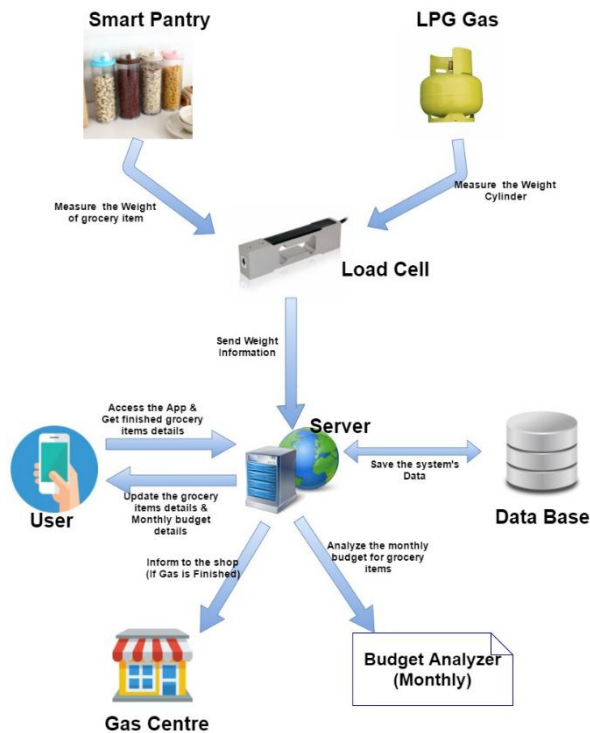 Smart Pantry
LPG Gas
Measure the Weight
of grocery item
Measure the Weight
Cylinder
Load Cell
Send Weight
Information
Access the App &
Get finished grocery
items details
Server
Save the system's
Data
User
Update the grocery
items details &
Monthly budget
details
Data Base
Inform to the shop
(If Gas is Finished)
Analyze the monthly
budget for grocery
items
Gas Centre
Budget Analyzer
(Monthly)